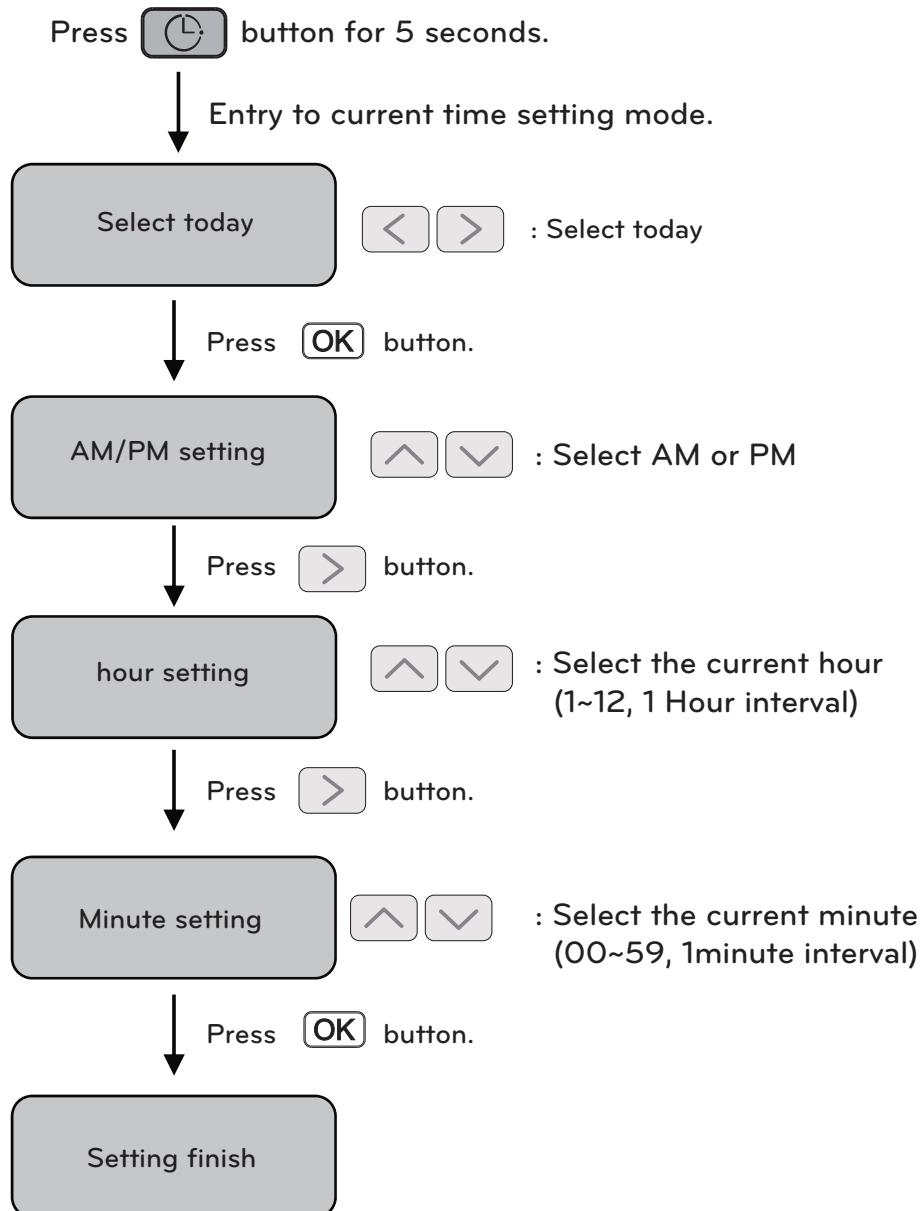 Press button for 5 seconds.
Entry to current time setting mode.
Select today
: Select today
Press OK button.
AM/PM setting
: Select AM or PM
Press button.
hour setting
: Select the current hour
(1~12, 1 Hour interval)
Press button.
Minute setting
: Select the current minute
(00~59, 1minute interval)
Press OK button.
Setting finish